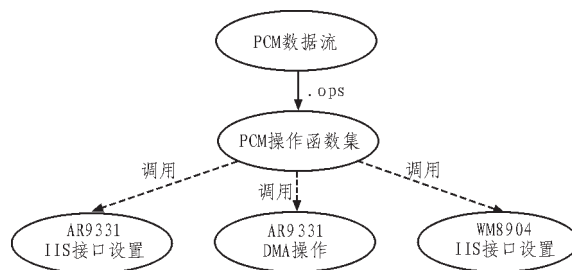 PCM数据流
.ops
PCM操作函数集
调用
调用
调用
AR9331
IIS接口设置
AR9331
DMA操作
WM8904
IIS接口设置